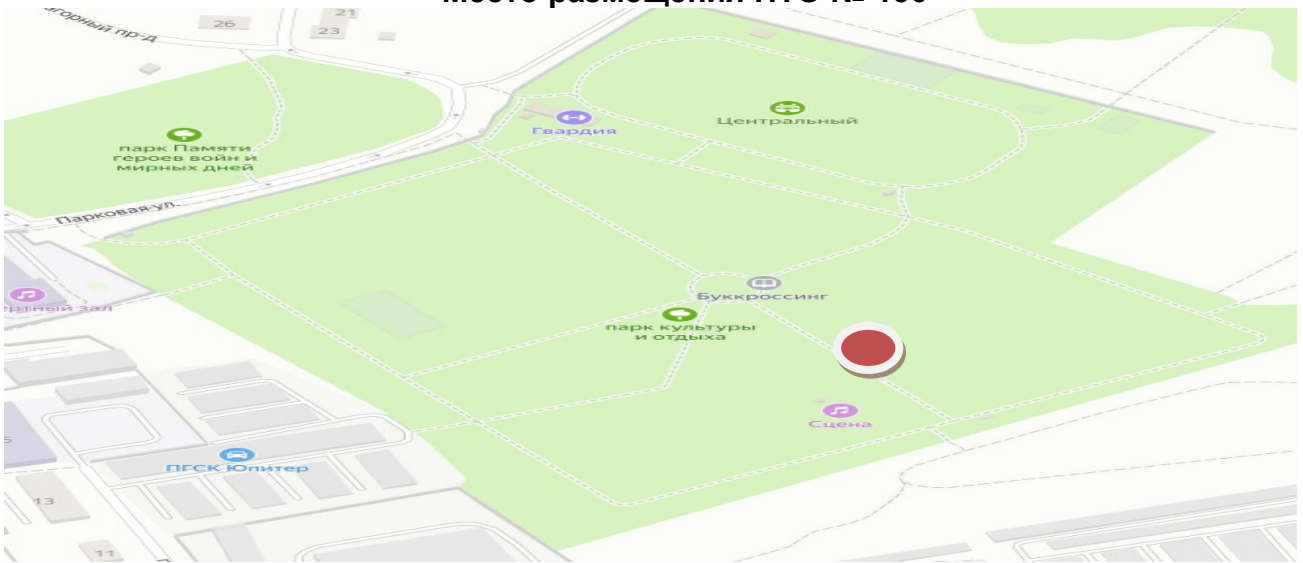 21
26
23
Гвардия
Центральный
парк Памяти
героев войн и
мирных дней
Парковая ул.
Буккроссинг
парк культуры
и отдыха
Сцена
ПГСК Юпитер
13
11